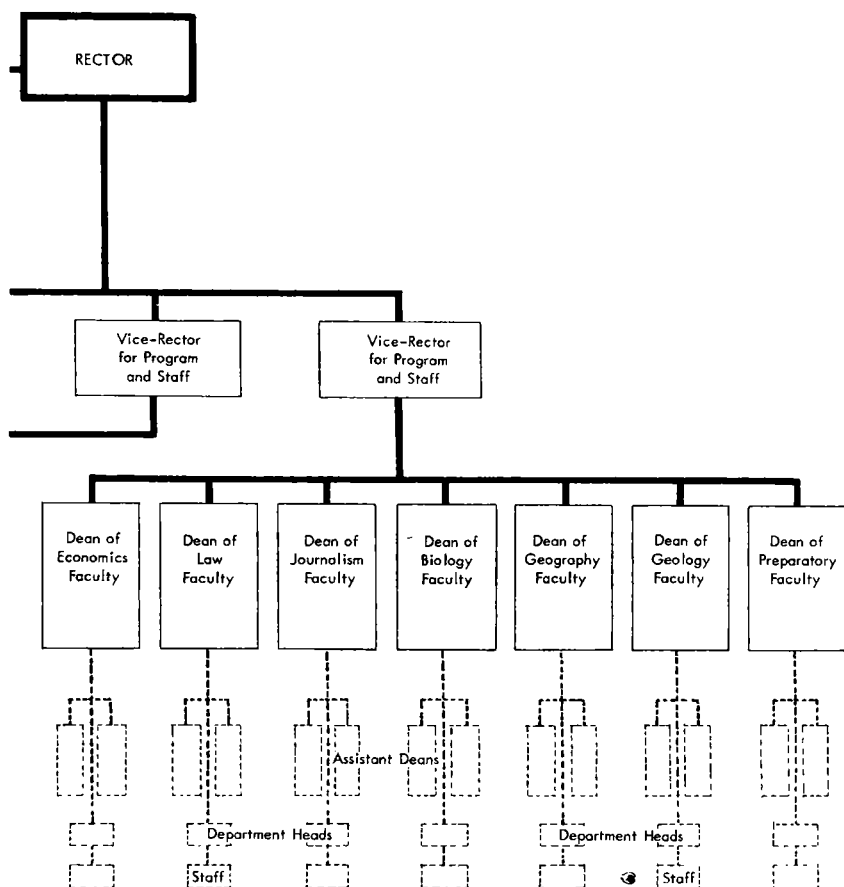 RECTOR
Vice-Rector
for Program
and Staff
Vice-Rector
for Program
and Staff
Dean of
Economics
Faculty
Dean of
Law
Faculty
Dean of
Journalism
Faculty
Dean of
Biology
Faculty
Dean of
Geography
Faculty
Dean of
Geology
Faculty
Dean of
Preparatory
Faculty
Assistant Deans
Department Heads
Department Heads
Staff
Staff